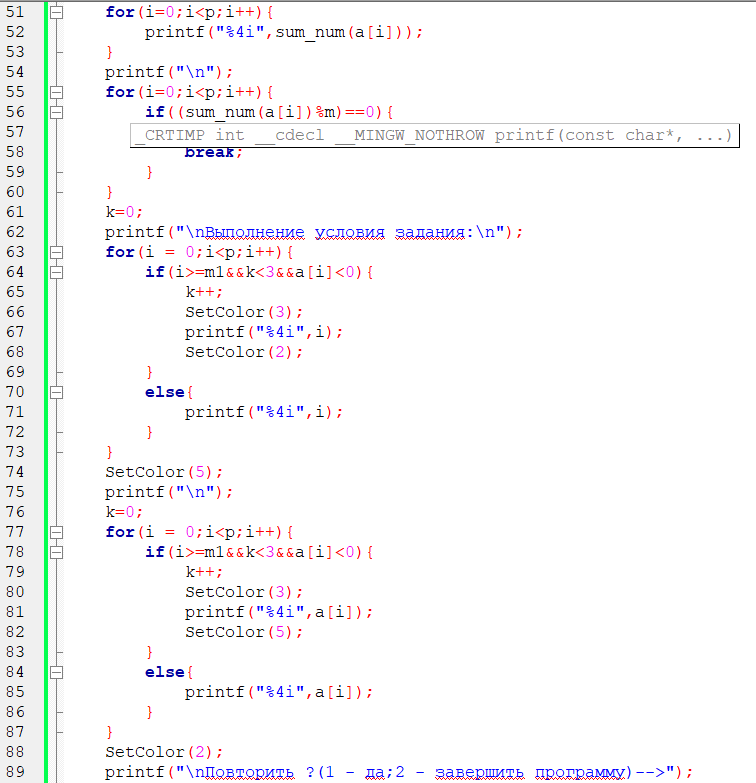 51 for(i=0;i<p;i++){
52 printf("%4i",sum_num(a[i]));
53 }
54 printf("\n");
55 for(i=0;i<p;i++){
56 if((sum_num(a[i])%m)==0){
57 _CRTIMP int __cdecl __MINGW_NOTHROW printf(const char*, ...)
58 break;
59 }
60 }
61 k=0;
62 printf("\nВыполнение условия задания:\n");
63 for(i = 0;i<p;i++){
64 if(i>=m1&&k<3&&a[i]<0){
65 k++;
66 SetColor(3);
67 printf("%4i",i);
68 SetColor(2);
69 }
70 else{
71 printf("%4i",i);
72 }
73 }
74 SetColor(5);
75 printf("\n");
76 k=0;
77 for(i = 0;i<p;i++){
78 if(i>=m1&&k<3&&a[i]<0){
79 k++;
80 SetColor(3);
81 printf("%4i",a[i]);
82 SetColor(5);
83 }
84 else{
85 printf("%4i",a[i]);
86 }
87 }
88 SetColor(2);
89 printf("\nПовторить ?(1 - да;2 - завершить программу)-->");